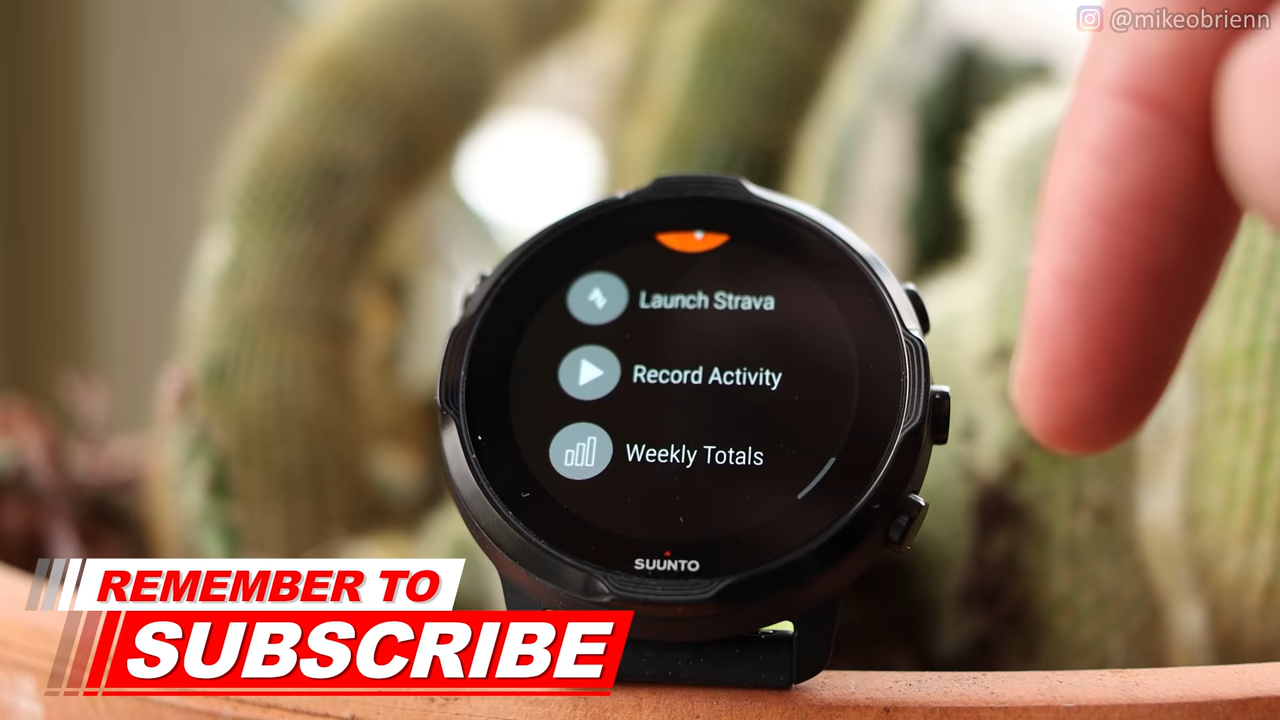 @mikeobrienn
Launch Strava
Record Activity
Weekly Totals
SUUNTO
REMEMBER TO
SUBSCRIBE